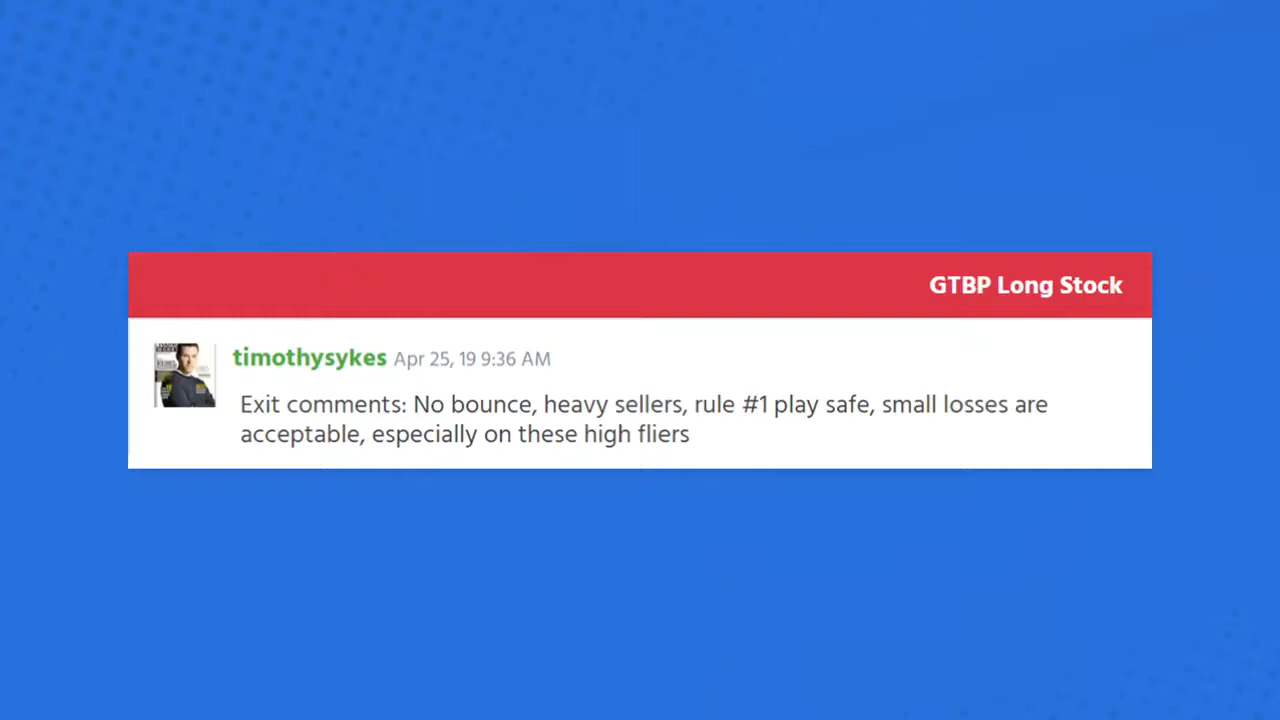 GTBP Long Stock
timothysykes Apr 25, 19 9:36 AM
Exit comments: No bounce, heavy sellers, rule #1 play safe, small losses are
acceptable, especially on these high fliers